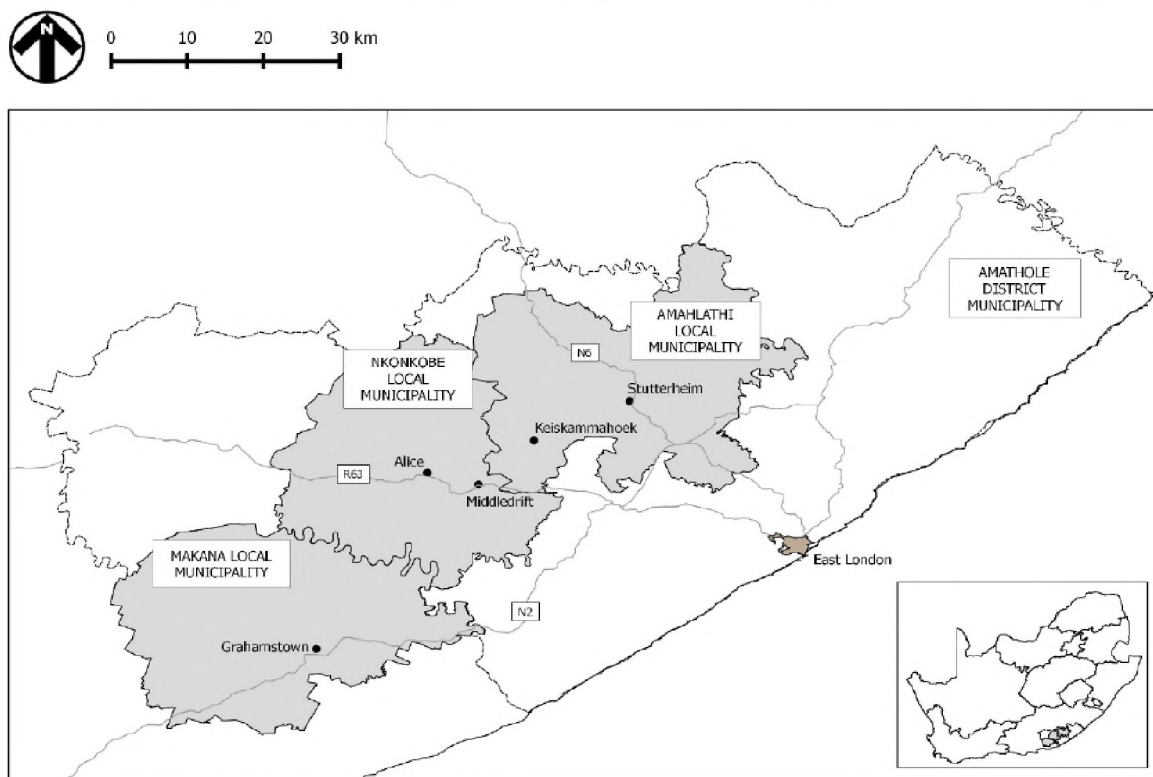 N
0 10 20 30 km
AMATHOLE
DISTRICT
MUNICIPALITY
AMAHLATHI
LOCAL
MUNICIPALITY
NKONKOBE
LOCAL
MUNICIPALITY
N6
Stutterheim
Keiskammahoek
Alice
R63
Middledrift
MAKANA LOCAL
MUNICIPALITY
East London
N2
Grahamstown